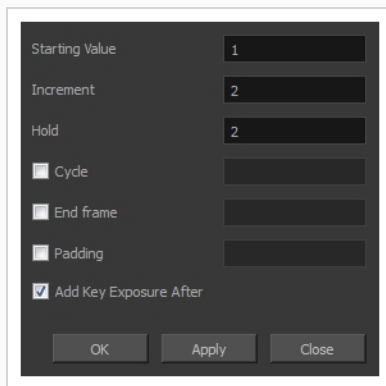 Starting Value 1
Increment 2
Hold 2
Cycle
End frame
Padding
Add Key Exposure After
OK Apply Close